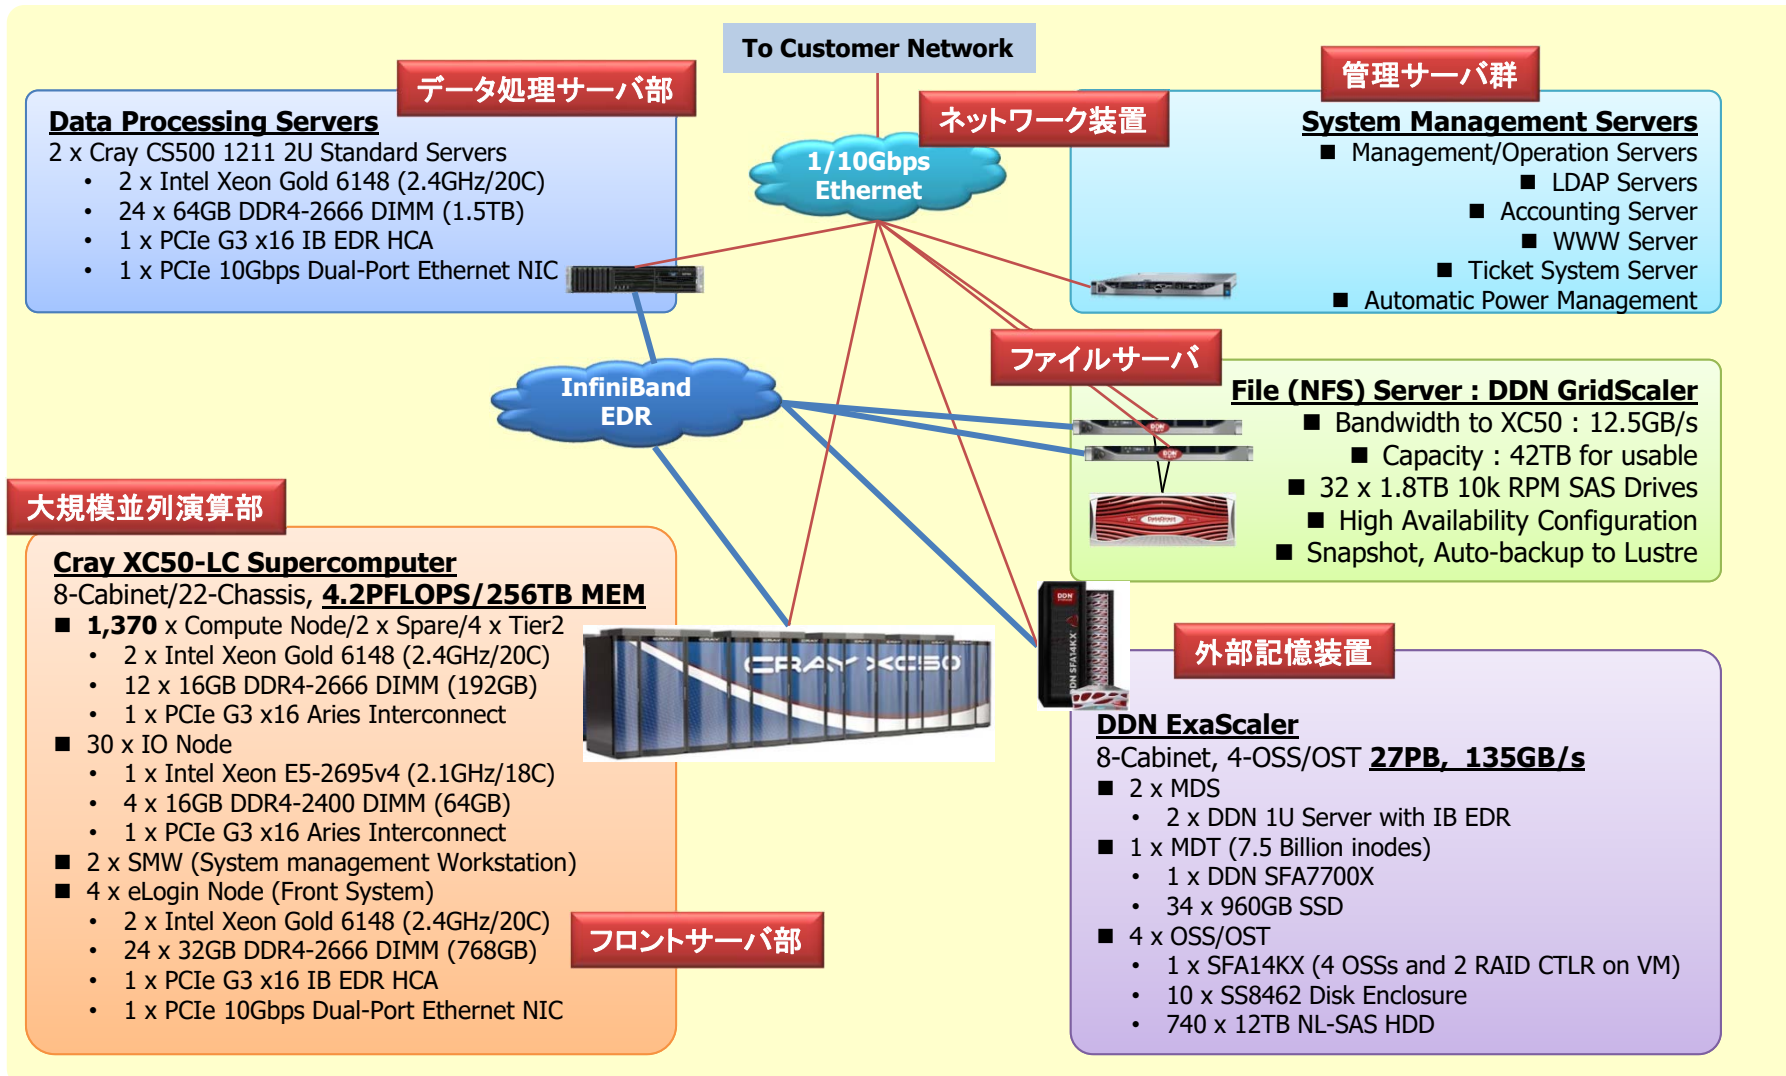 To Customer Network
データ処理サーバ部
Data Processing Servers
2 x Cray CS500 1211 2U Standard Servers
• 2 x Intel Xeon Gold 6148 (2.4GHz/20C)
• 24 x 64GB DDR4-2666 DIMM (1.5TB)
• 1 x PCIe G3 x16 IB EDR HCA
• 1 x PCIe 10Gbps Dual-Port Ethernet NIC
ネットワーク装置
1/10Gbps
Ethernet
管理サーバ群
System Management Servers
■ Management/Operation Servers
■ LDAP Servers
■ Accounting Server
■ WWW Server
■ Ticket System Server
■ Automatic Power Management
InfiniBand
EDR
ファイルサーバ
File (NFS) Server : DDN GridScaler
■ Bandwidth to XC50 : 12.5GB/s
■ Capacity : 42TB for usable
■ 32 x 1.8TB 10k RPM SAS Drives
■ High Availability Configuration
■ Snapshot, Auto-backup to Lustre
DDN
DDN
大規模並列演算部
Cray XC50-LC Supercomputer
8-Cabinet/22-Chassis, 4.2PFLOPS/256TB MEM
■ 1,370 x Compute Node/2 x Spare/4 x Tier2
• 2 x Intel Xeon Gold 6148 (2.4GHz/20C)
• 12 x 16GB DDR4-2666 DIMM (192GB)
• 1 x PCIe G3 x16 Aries Interconnect
■ 30 x IO Node
• 1 x Intel Xeon E5-2695v4 (2.1GHz/18C)
• 4 x 16GB DDR4-2400 DIMM (64GB)
• 1 x PCIe G3 x16 Aries Interconnect
■ 2 x SMW (System management Workstation)
■ 4 x eLogin Node (Front System)
• 2 x Intel Xeon Gold 6148 (2.4GHz/20C)
• 24 x 32GB DDR4-2666 DIMM (768GB)
• 1 x PCIe G3 x16 IB EDR HCA
• 1 x PCIe 10Gbps Dual-Port Ethernet NIC
フロントサーバ部
CRAY XC50
DDN
DDN SFA14KX
外部記憶装置
DDN ExaScaler
8-Cabinet, 4-OSS/OST 27PB, 135GB/s
■ 2 x MDS
• 2 x DDN 1U Server with IB EDR
■ 1 x MDT (7.5 Billion inodes)
• 1 x DDN SFA7700X
• 34 x 960GB SSD
■ 4 x OSS/OST
• 1 x SFA14KX (4 OSSs and 2 RAID CTLR on VM)
• 10 x SS8462 Disk Enclosure
• 740 x 12TB NL-SAS HDD